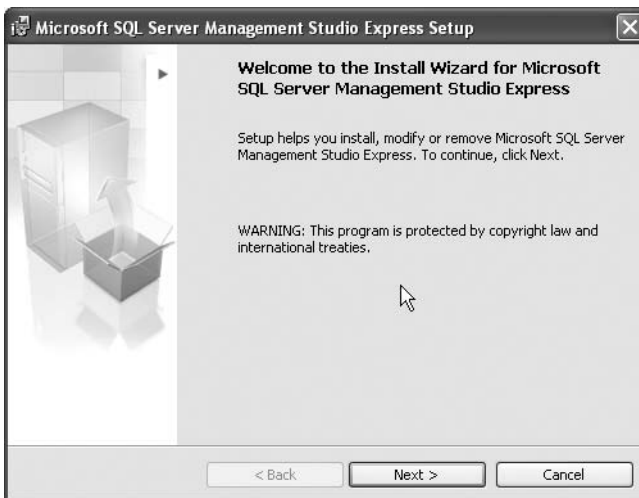 Microsoft SQL Server Management Studio Express Setup
Welcome to the Install Wizard for Microsoft
SQL Server Management Studio Express
Setup helps you install, modify or remove Microsoft SQL Server
Management Studio Express. To continue, click Next.
WARNING: This program is protected by copyright law and
international treaties.
< Back
Next >
Cancel